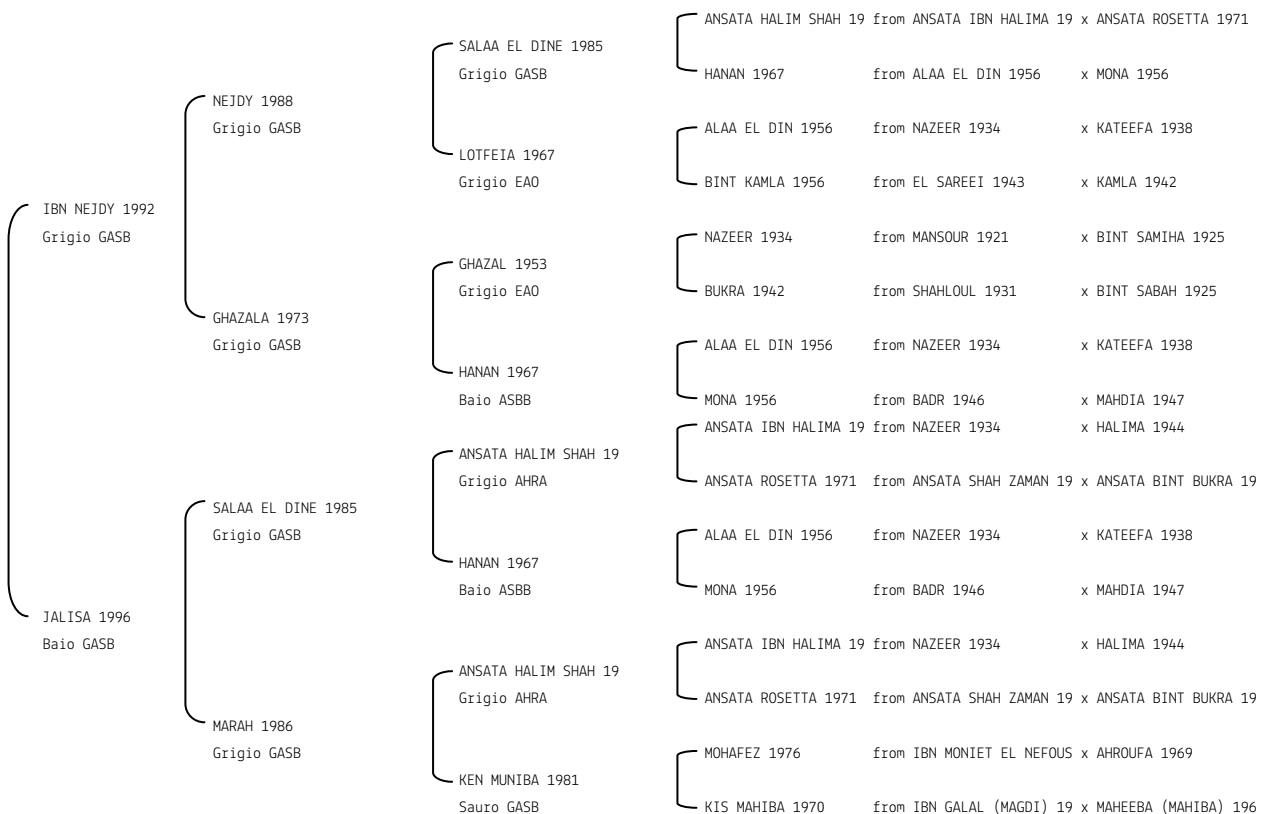 ANSATA HALIM SHAH 19 from ANSATA IBN HALIMA 19 x ANSATA ROSETTA 1971
SALAA EL DINE 1985
Grigio GASB
HANAN 1967 from ALAA EL DIN 1956 x MONA 1956
NEJDY 1988
Grigio GASB
ALAA EL DIN 1956 from NAZEER 1934 x KATEEFA 1938
LOTFEIA 1967
Grigio EAO
BINT KAMLA 1956 from EL SAREEI 1943 x KAMLA 1942
IBN NEJDY 1992
Grigio GASB
NAZEER 1934 from MANSOUR 1921 x BINT SAMIHA 1925
GHAZAL 1953
Grigio EAO
BUKRA 1942 from SHAHLOUL 1931 x BINT SABAH 1925
GHAZALA 1973
Grigio GASB
ALAA EL DIN 1956 from NAZEER 1934 x KATEEFA 1938
HANAN 1967
Baio ASBB
MONA 1956 from BADR 1946 x MAHDIA 1947
ANSATA IBN HALIMA 19 from NAZEER 1934 x HALIMA 1944
ANSATA HALIM SHAH 19
Grigio AHRA
ANSATA ROSETTA 1971 from ANSATA SHAH ZAMAN 19 x ANSATA BINT BUKRA 19
SALAA EL DINE 1985
Grigio GASB
ALAA EL DIN 1956 from NAZEER 1934 x KATEEFA 1938
HANAN 1967
Baio ASBB
MONA 1956 from BADR 1946 x MAHDIA 1947
JALISA 1996
Baio GASB
ANSATA IBN HALIMA 19 from NAZEER 1934 x HALIMA 1944
ANSATA HALIM SHAH 19
Grigio AHRA
ANSATA ROSETTA 1971 from ANSATA SHAH ZAMAN 19 x ANSATA BINT BUKRA 19
MARAH 1986
Grigio GASB
MOHAFEZ 1976 from IBN MONIET EL NEFOUS x AHROUFA 1969
KEN MUNIBA 1981
Sauro GASB
KIS MAHIBA 1970 from IBN GALAL (MAGDI) 19 x MAHEEBA (MAHIBA) 196